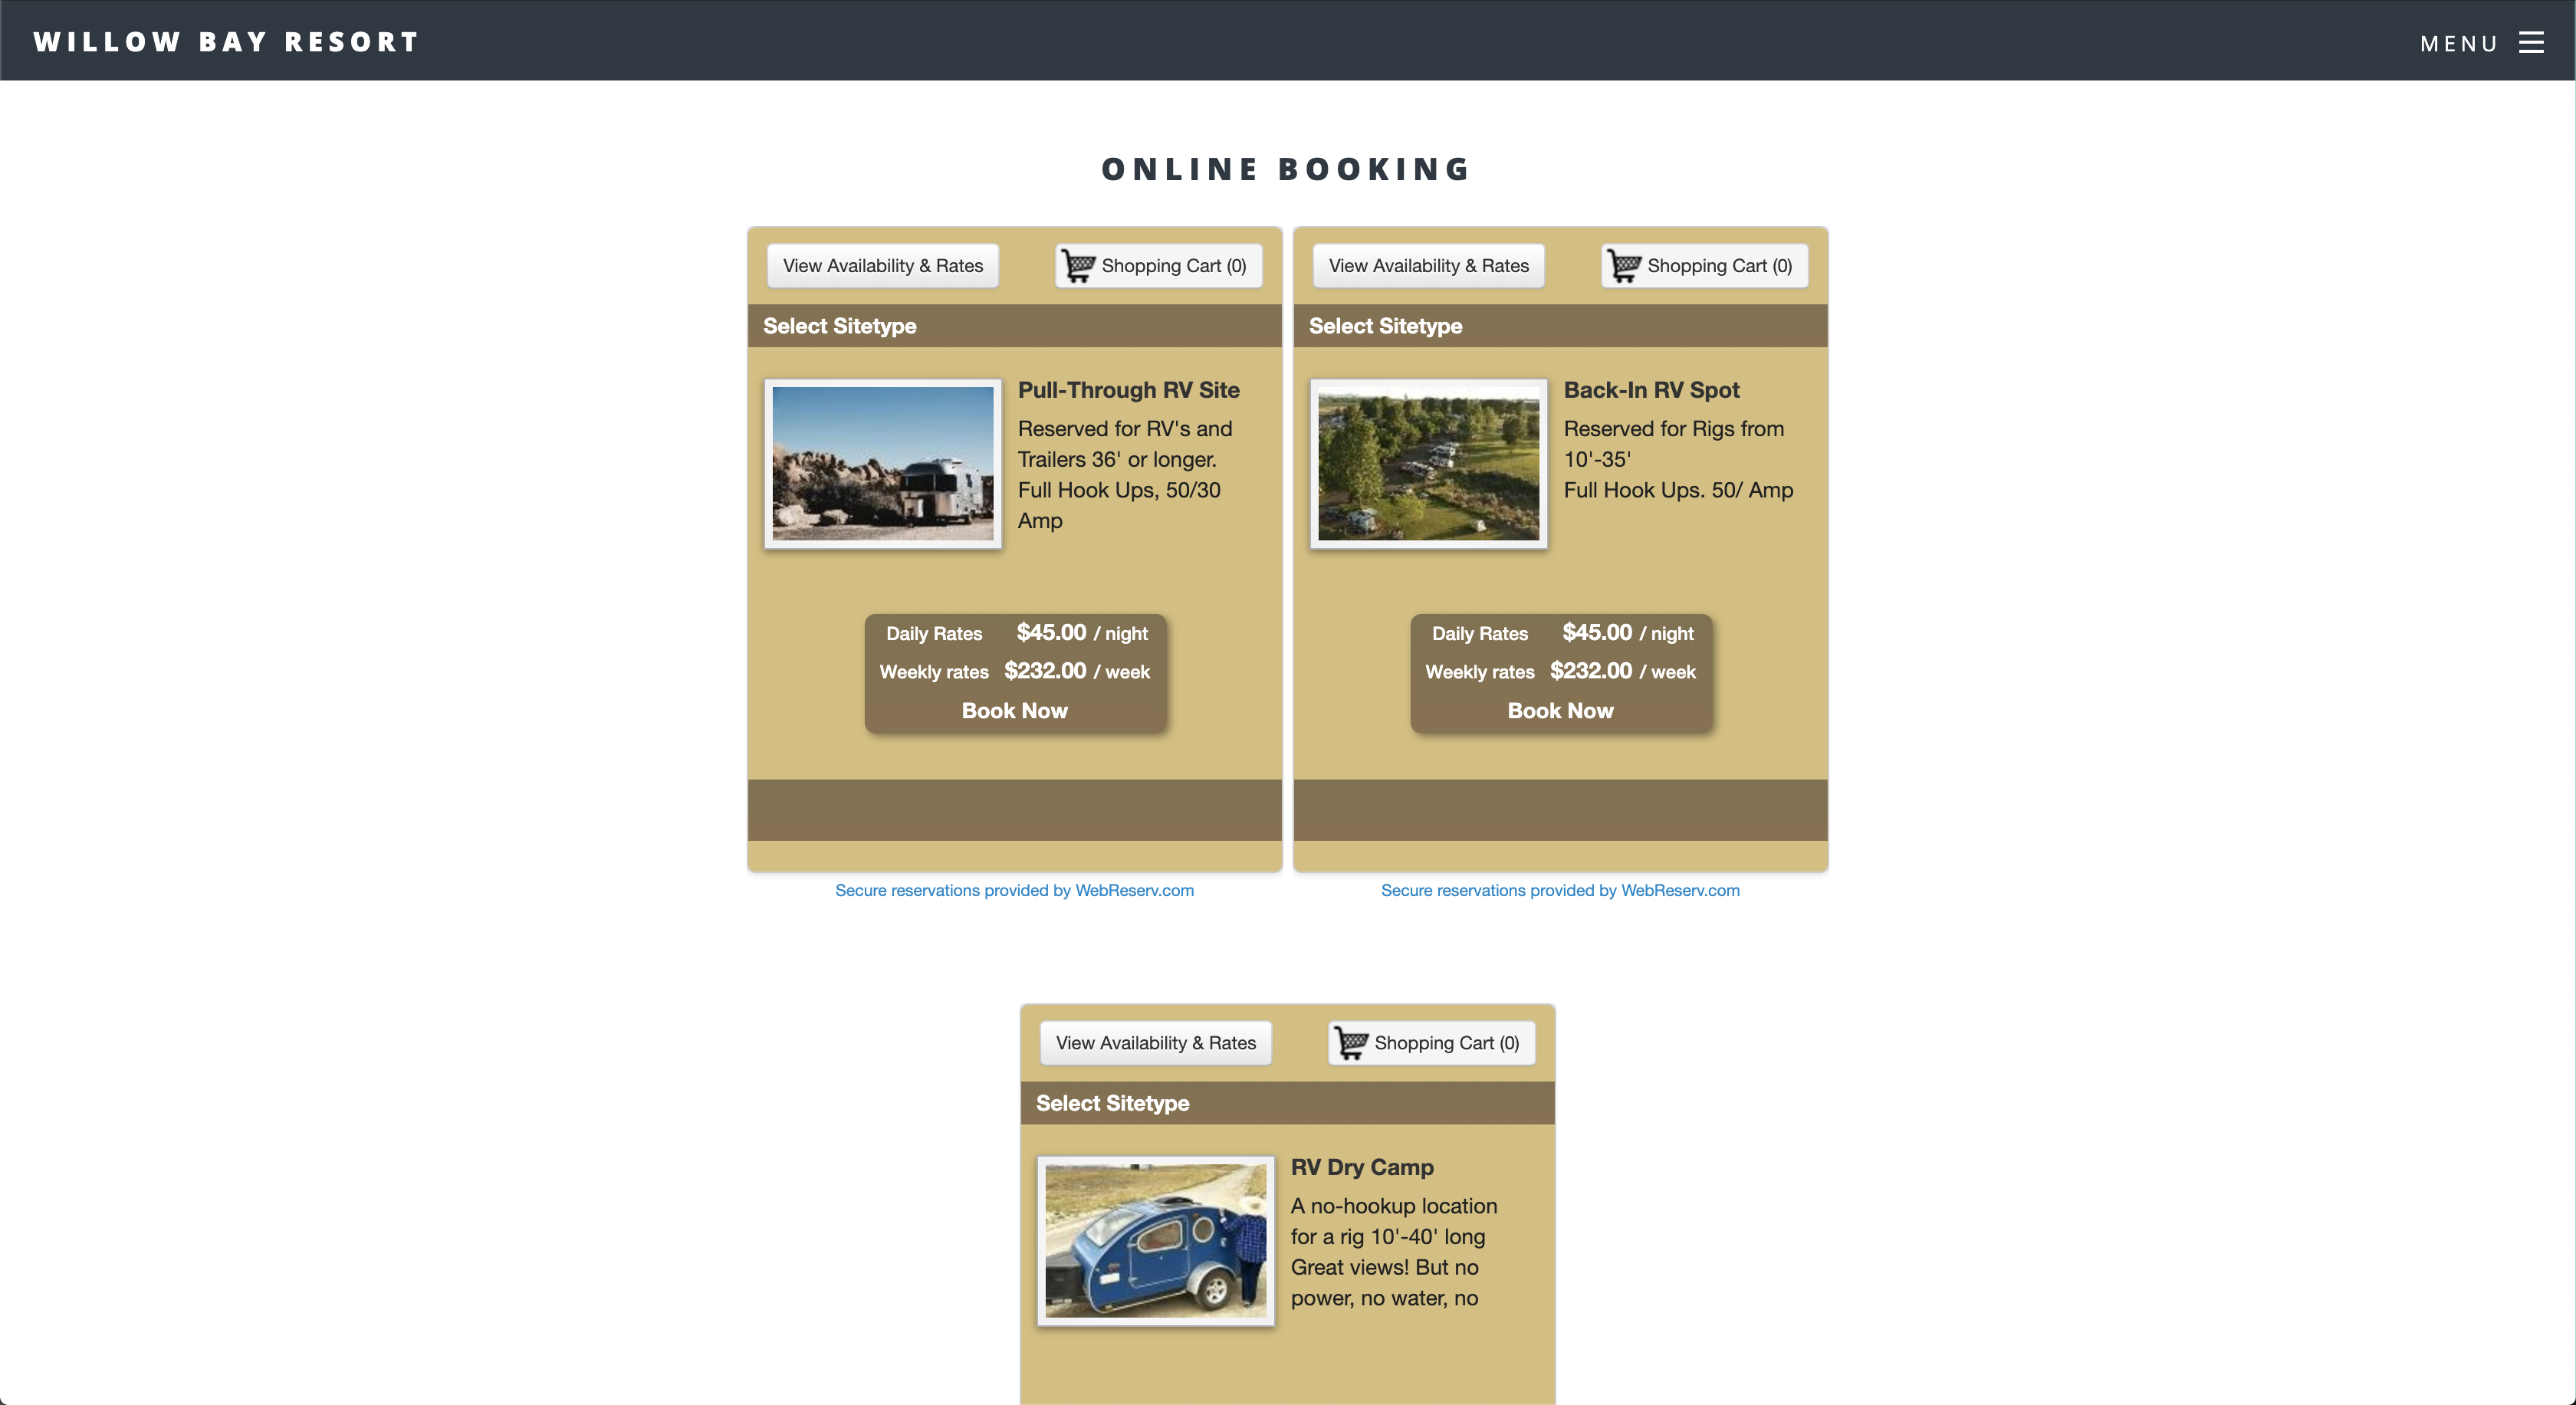 WILLOW BAY RESORT
MENU
ONLINE BOOKING
View Availability & Rates
Shopping Cart (0)
Select Sitetype
Pull-Through RV Site
Reserved for RV's and
Trailers 36' or longer.
Full Hook Ups, 50/30
Amp
Daily Rates $45.00 / night
Weekly rates $232.00 / week
Book Now
Secure reservations provided by WebReserv.com
View Availability & Rates
Shopping Cart (0)
Select Sitetype
Back-In RV Spot
Reserved for Rigs from
10'-35'
Full Hook Ups. 50/ Amp
Daily Rates $45.00 / night
Weekly rates $232.00 / week
Book Now
Secure reservations provided by WebReserv.com
View Availability & Rates
Shopping Cart (0)
Select Sitetype
RV Dry Camp
A no-hookup location
for a rig 10'-40' long
Great views! But no
power, no water, no